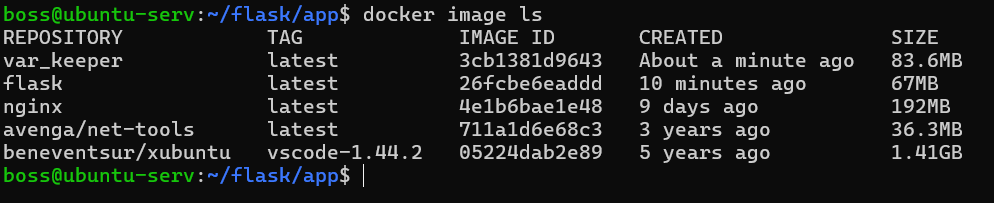 boss@ubuntu-serv:~/flask/app$ docker image ls
REPOSITORY TAG IMAGE ID CREATED SIZE
var_keeper latest 3cb1381d9643 About a minute ago 83.6MB
flask latest 26fcbe6eaddd 10 minutes ago 67MB
nginx latest 4e1b6bae1e48 9 days ago 192MB
avenga/net-tools latest 711a1d6e68c3 3 years ago 36.3MB
beneventsur/xubuntu vscode-1.44.2 05224dab2e89 5 years ago 1.41GB
boss@ubuntu-serv:~/flask/app$